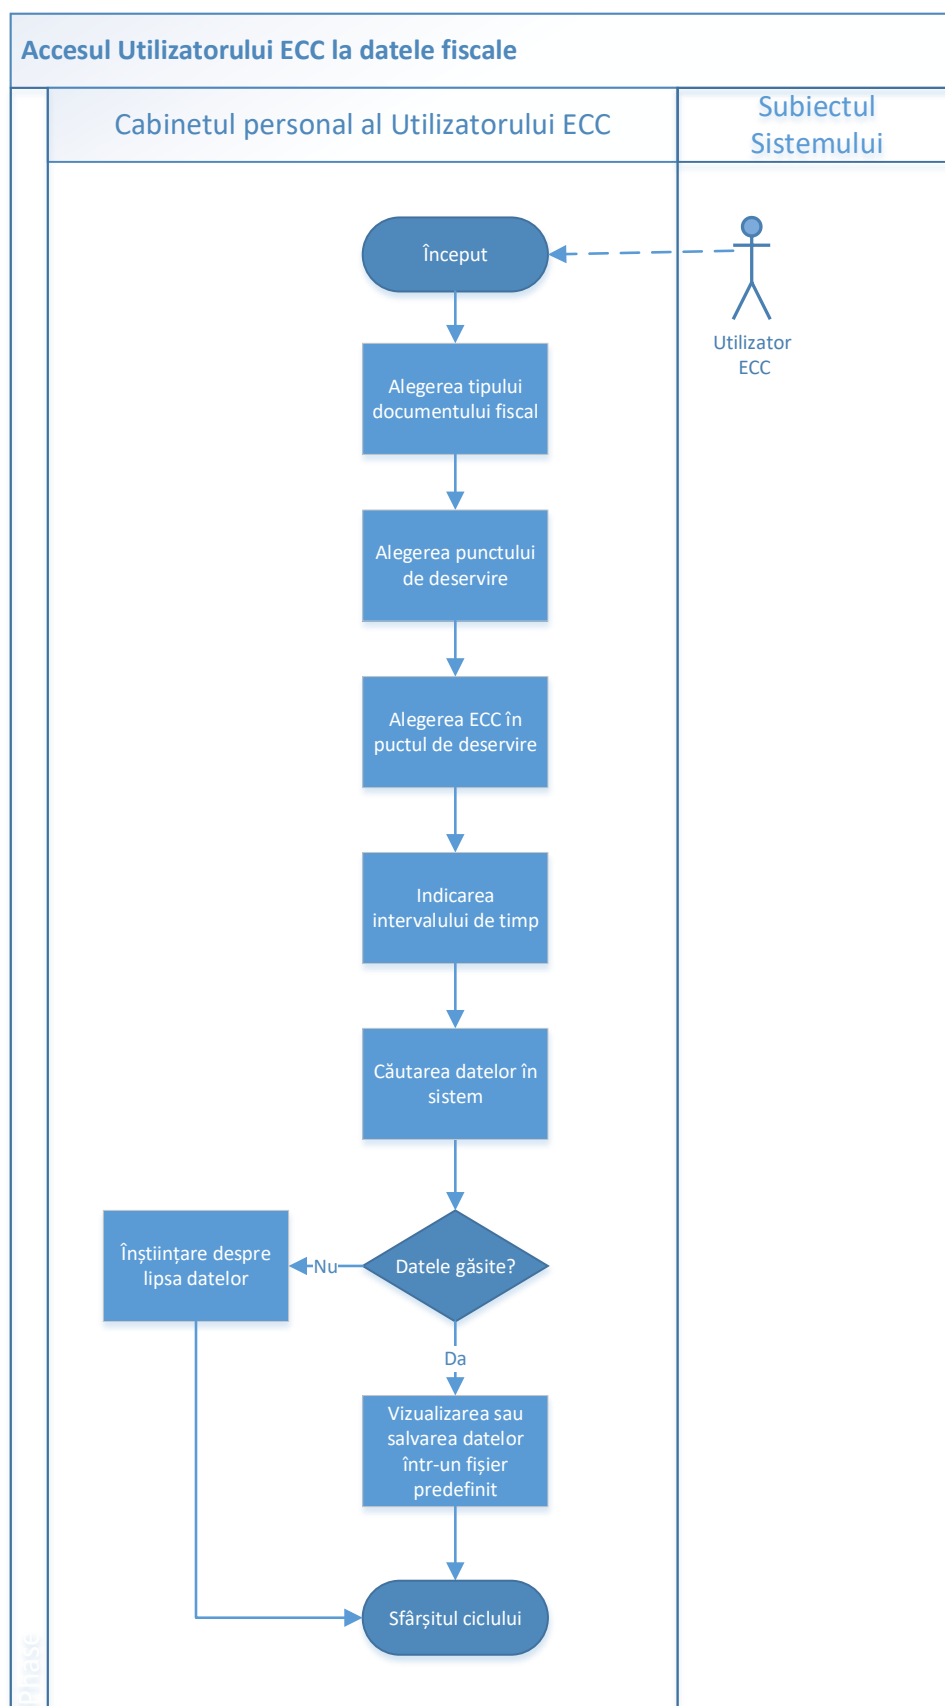 Accesul Utilizatorului ECC la datele fiscale
Cabinetul personal al Utilizatorului ECC
Subiectul
Sistemului
Început
Utilizator
ECC
Alegerea tipului
documentului fiscal
Alegerea punctului
de deservire
Alegerea ECC în
puctul de deservire
Indicarea
intervalului de timp
Căutarea datelor în
sistem
Înștiințare despre
lipsa datelor
Nu
Datele găsite?
Da
Vizualizarea sau
salvarea datelor
într-un fișier
predefinit
Sfârșitul ciclului
Phase